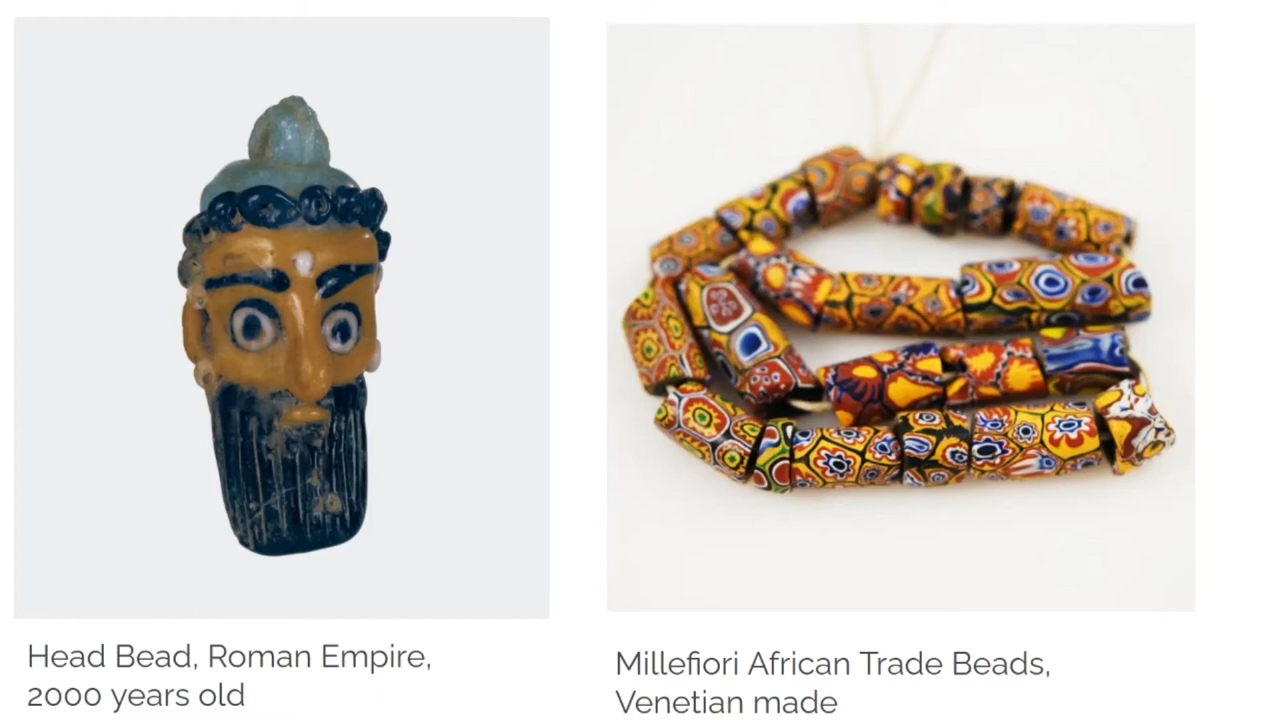 Head Bead, Roman Empire,
2000 years old
Millefiori African Trade Beads,
Venetian made